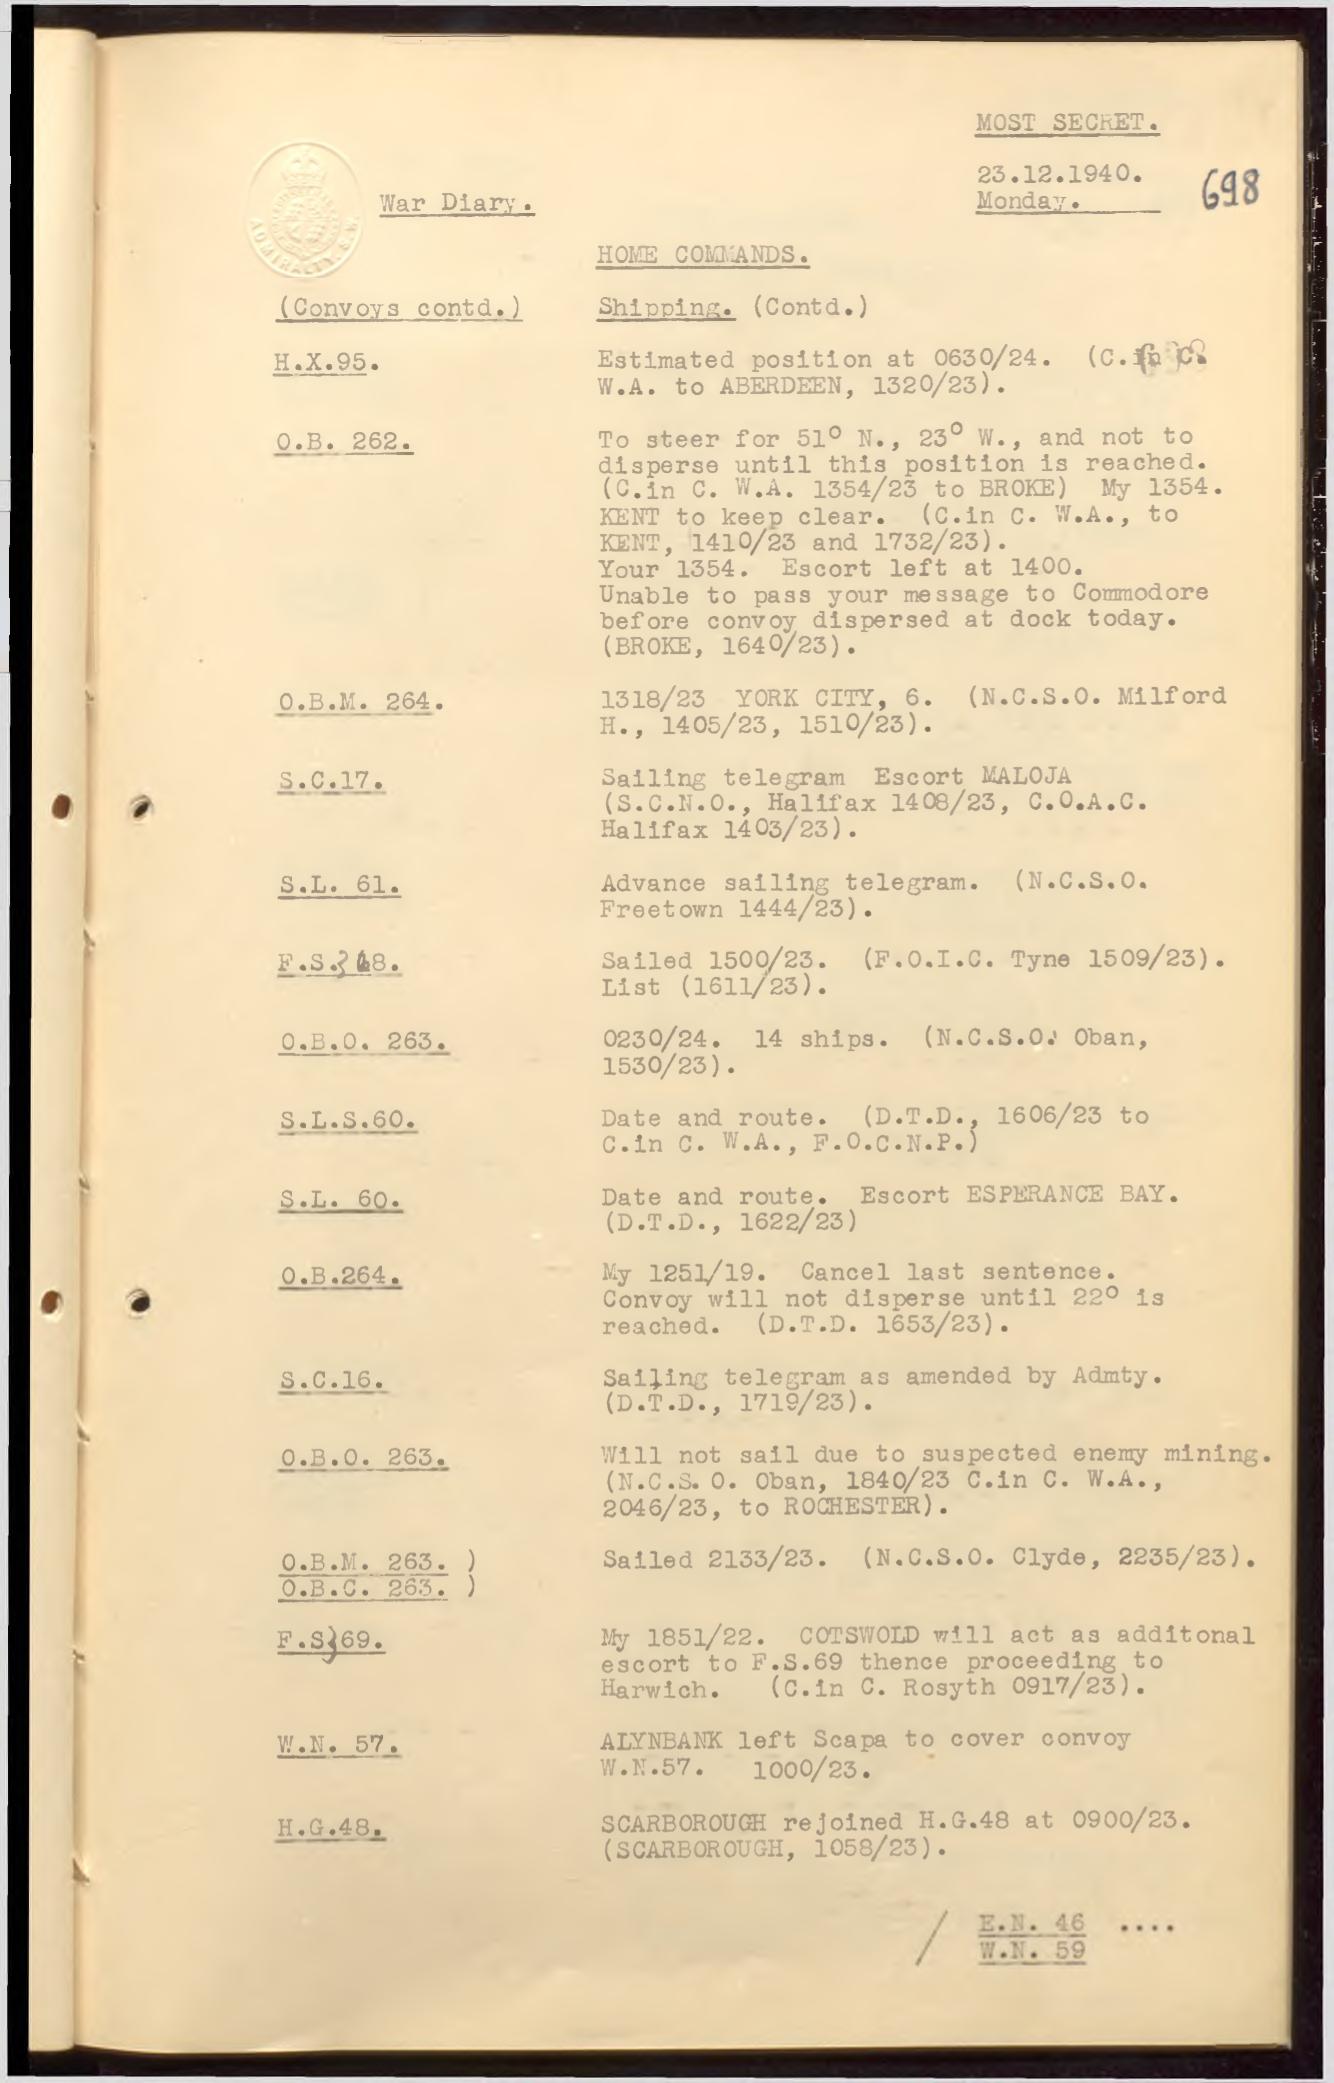 MOST SECRET.
23.12.1940.
Monday.
698
ADMIRALTY. S.W.
War Diary.
HOME COMMANDS.
(Convoys contd.)
Shipping. (Contd.)
H.X.95.
Estimated position at 0630/24. (C.in C.
W.A. to ABERDEEN, 1320/23).
O.B. 262.
To steer for 51° N., 23° W., and not to
disperse until this position is reached.
(C.in C. W.A. 1354/23 to BROKE) My 1354.
KENT to keep clear. (C.in C. W.A., to
KENT, 1410/23 and 1732/23).
Your 1354. Escort left at 1400.
Unable to pass your message to Commodore
before convoy dispersed at dock today.
(BROKE, 1640/23).
O.B.M. 264.
1318/23 YORK CITY, 6. (N.C.S.O. Milford
H., 1405/23, 1510/23).
S.C.17.
Sailing telegram Escort MALOJA
(S.C.N.O., Halifax 1408/23, C.O.A.C.
Halifax 1403/23).
S.L. 61.
Advance sailing telegram. (N.C.S.O.
Freetown 1444/23).
F.S.
Sailed 1500/23. (F.O.I.C. Tyne 1509/23).
List (1611/23).
O.B.O. 263.
0230/24. 14 ships. (N.C.S.O. Oban,
1530/23).
S.L.S.60.
Date and route. (D.T.D., 1606/23 to
C.in C. W.A., F.O.C.N.P.)
S.L. 60.
Date and route. Escort ESPERANCE BAY.
(D.T.D., 1622/23)
O.B.264.
My 1251/19. Cancel last sentence.
Convoy will not disperse until 22° is
reached. (D.T.D. 1653/23).
S.C.16.
Sailing telegram as amended by Admty.
(D.T.D., 1719/23).
O.B.O. 263.
Will not sail due to suspected enemy mining.
(N.C.S.O. Oban, 1840/23 C.in C. W.A.,
2046/23, to ROCHESTER).
O.B.M. 263. )
O.B.C. 263. )
Sailed 2133/23. (N.C.S.O. Clyde, 2235/23).
F.S.369.
My 1851/22. COTSWOLD will act as additonal
escort to F.S.69 thence proceeding to
Harwich. (C.in C. Rosyth 0917/23).
W.N. 57.
ALYNBANK left Scapa to cover convoy
W.N.57. 1000/23.
H.G.48.
SCARBOROUGH rejoined H.G.48 at 0900/23.
(SCARBOROUGH, 1058/23).
/ E.N. 46 ....
W.N. 59